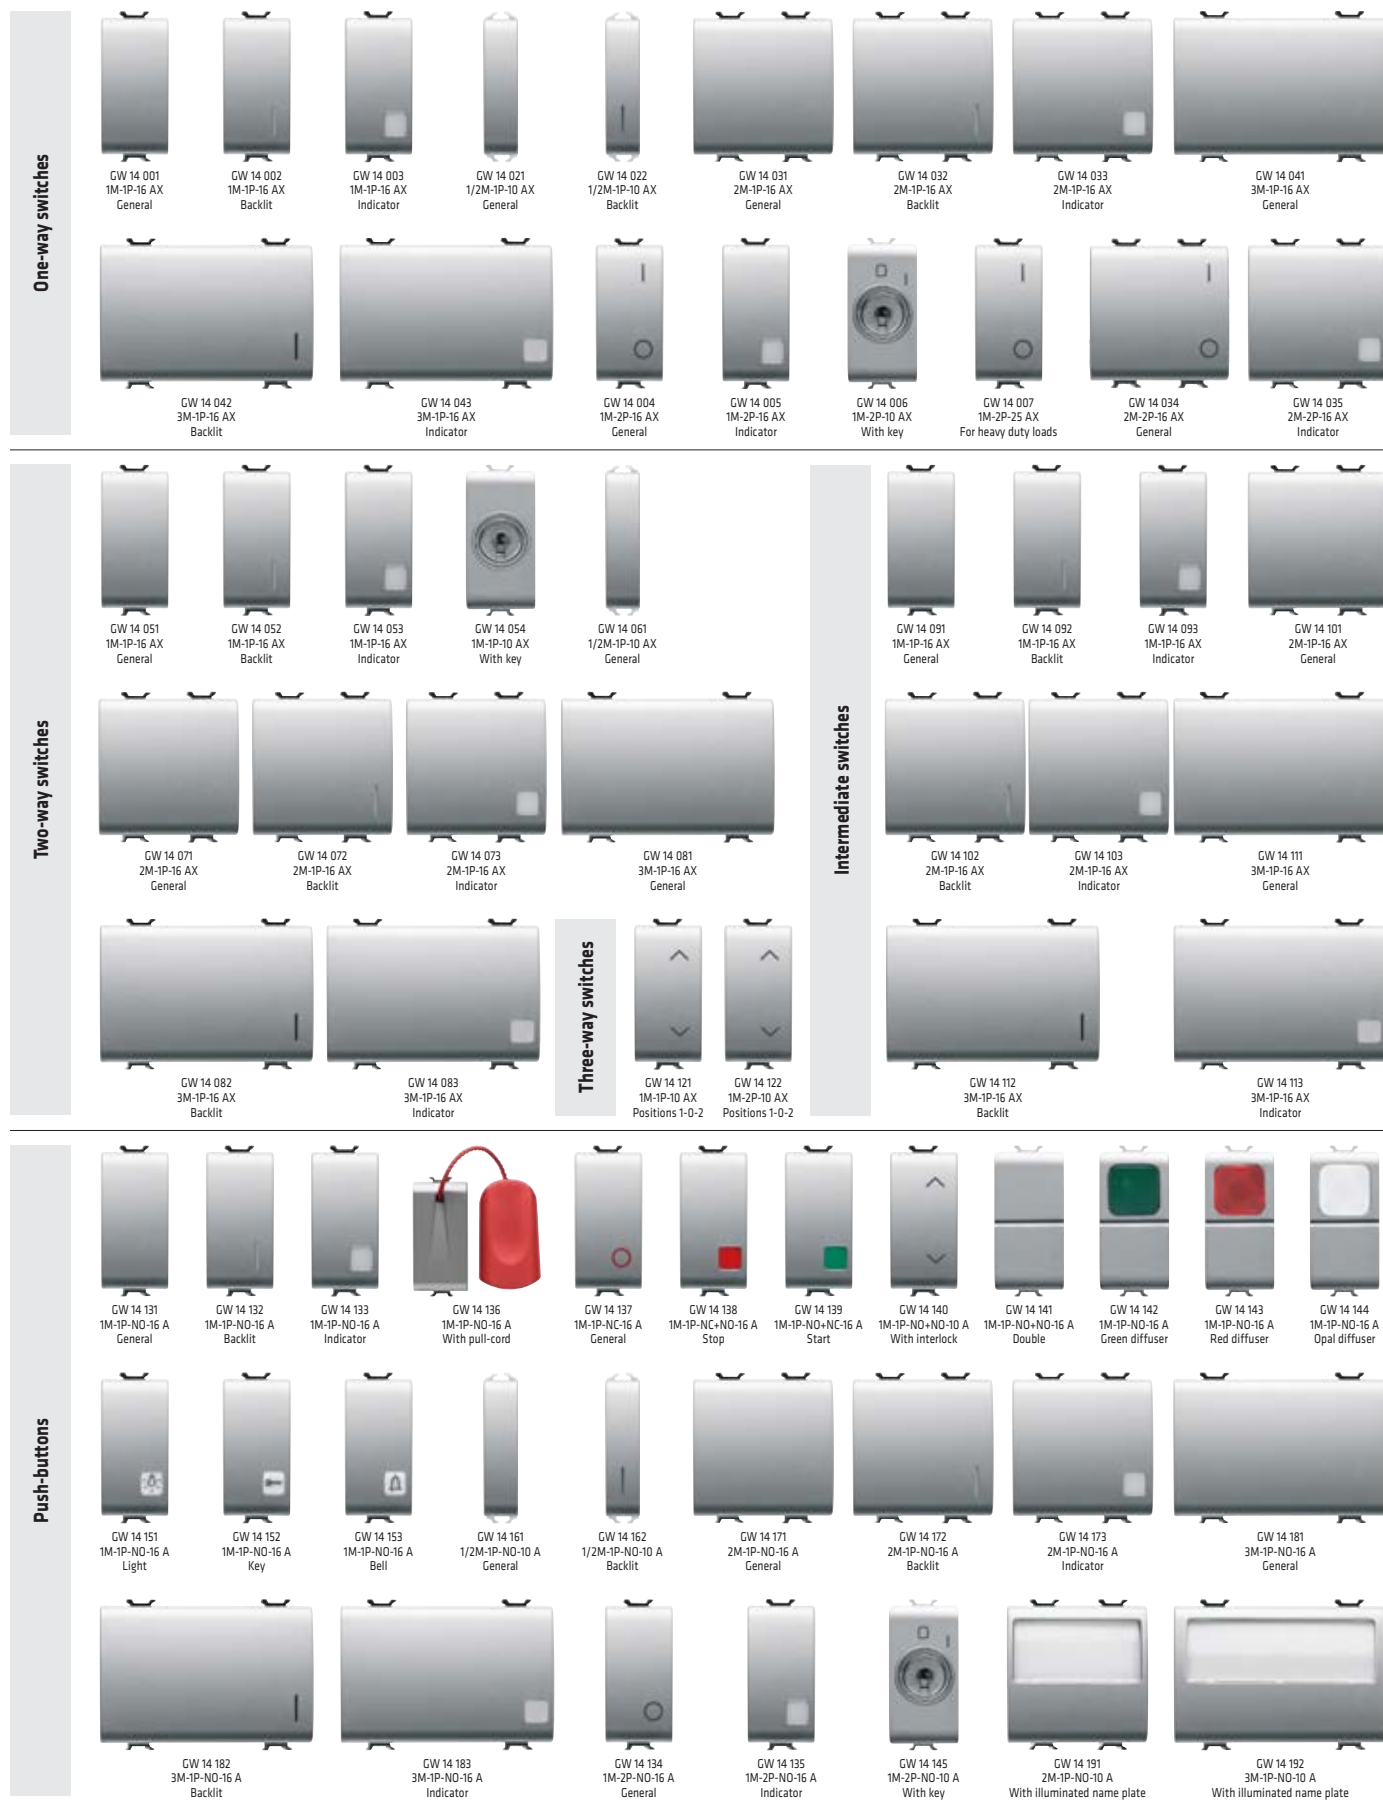 One-way switches
GW 14 001
1M-1P-16 AX
General
GW 14 002
1M-1P-16 AX
Backlit
GW 14 003
1M-1P-16 AX
Indicator
GW 14 021
1/2M-1P-10 AX
General
GW 14 022
1/2M-1P-10 AX
Backlit
GW 14 031
2M-1P-16 AX
General
GW 14 032
2M-1P-16 AX
Backlit
GW 14 033
2M-1P-16 AX
Indicator
GW 14 041
3M-1P-16 AX
General
GW 14 042
3M-1P-16 AX
Backlit
GW 14 043
3M-1P-16 AX
Indicator
GW 14 004
1M-2P-16 AX
General
GW 14 005
1M-2P-16 AX
Indicator
GW 14 006
1M-2P-10 AX
With key
GW 14 007
1M-2P-25 AX
For heavy duty loads
GW 14 034
2M-2P-16 AX
General
GW 14 035
2M-2P-16 AX
Indicator
Two-way switches
GW 14 051
1M-1P-16 AX
General
GW 14 052
1M-1P-16 AX
Backlit
GW 14 053
1M-1P-16 AX
Indicator
GW 14 054
1M-1P-10 AX
With key
GW 14 061
1/2M-1P-10 AX
General
GW 14 071
2M-1P-16 AX
General
GW 14 072
2M-1P-16 AX
Backlit
GW 14 073
2M-1P-16 AX
Indicator
GW 14 081
3M-1P-16 AX
General
GW 14 082
3M-1P-16 AX
Backlit
GW 14 083
3M-1P-16 AX
Indicator
Three-way switches
GW 14 121
1M-1P-10 AX
Positions 1-0-2
GW 14 122
1M-2P-10 AX
Positions 1-0-2
Intermediate switches
GW 14 091
1M-1P-16 AX
General
GW 14 092
1M-1P-16 AX
Backlit
GW 14 093
1M-1P-16 AX
Indicator
GW 14 101
2M-1P-16 AX
General
GW 14 102
2M-1P-16 AX
Backlit
GW 14 103
2M-1P-16 AX
Indicator
GW 14 111
3M-1P-16 AX
General
GW 14 112
3M-1P-16 AX
Backlit
GW 14 113
3M-1P-16 AX
Indicator
Push-buttons
GW 14 131
1M-1P-NO-16 A
General
GW 14 132
1M-1P-NO-16 A
Backlit
GW 14 133
1M-1P-NO-16 A
Indicator
GW 14 136
1M-1P-NO-16 A
With pull-cord
GW 14 137
1M-1P-NC-16 A
General
GW 14 138
1M-1P-NC+NO-16 A
Stop
GW 14 139
1M-1P-NO+NC-16 A
Start
GW 14 140
1M-1P-NO+NO-10 A
With interlock
GW 14 141
1M-1P-NO+NO-16 A
Double
GW 14 142
1M-1P-NO-16 A
Green diffuser
GW 14 143
1M-1P-NO-16 A
Red diffuser
GW 14 144
1M-1P-NO-16 A
Opal diffuser
GW 14 151
1M-1P-NO-16 A
Light
GW 14 152
1M-1P-NO-16 A
Key
GW 14 153
1M-1P-NO-16 A
Bell
GW 14 161
1/2M-1P-NO-10 A
General
GW 14 162
1/2M-1P-NO-10 A
Backlit
GW 14 171
2M-1P-NO-16 A
General
GW 14 172
2M-1P-NO-16 A
Backlit
GW 14 173
2M-1P-NO-16 A
Indicator
GW 14 181
3M-1P-NO-16 A
General
GW 14 182
3M-1P-NO-16 A
Backlit
GW 14 183
3M-1P-NO-16 A
Indicator
GW 14 134
1M-2P-NO-16 A
General
GW 14 135
1M-2P-NO-16 A
Indicator
GW 14 145
1M-2P-NO-10 A
With key
GW 14 191
2M-1P-NO-10 A
With illuminated name plate
GW 14 192
3M-1P-NO-10 A
With illuminated name plate